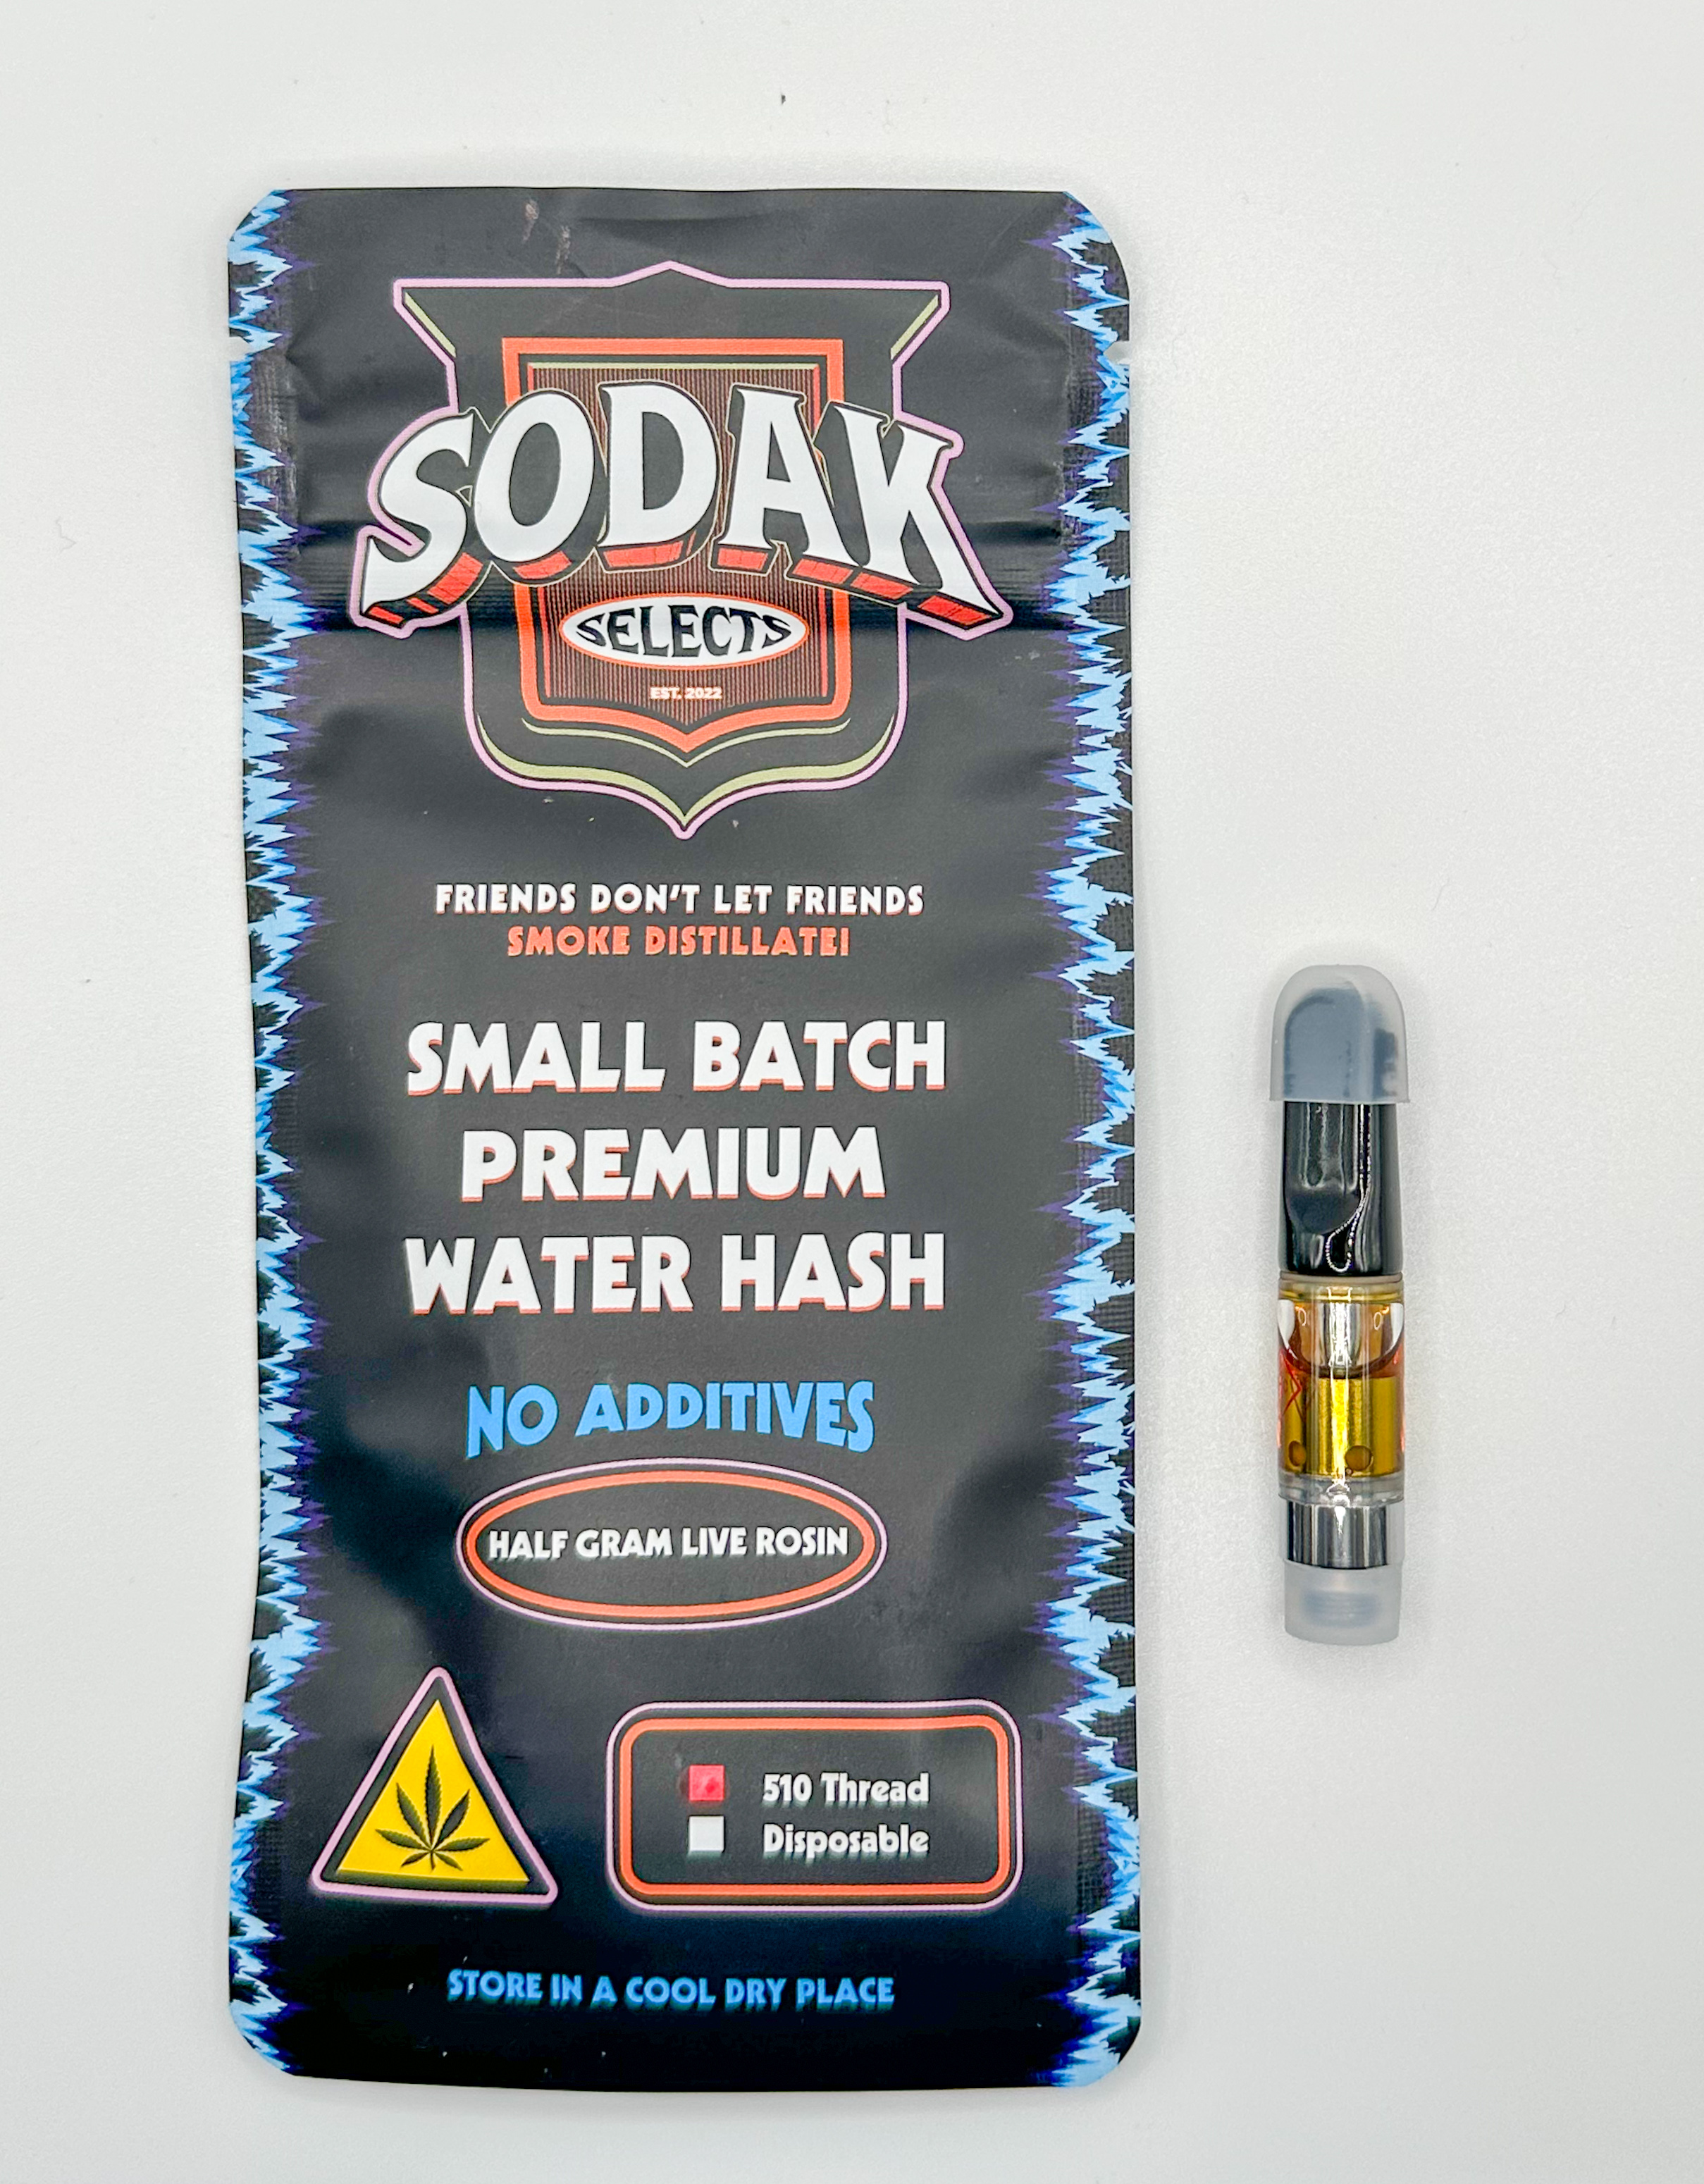 SODAK
SELECTS
EST. 2022
FRIENDS DON'T LET FRIENDS
SMOKE DISTILLATE!
SMALL BATCH
PREMIUM
WATER HASH
NO ADDITIVES
HALF GRAM LIVE ROSIN
510 Thread
Disposable
STORE IN A COOL DRY PLACE